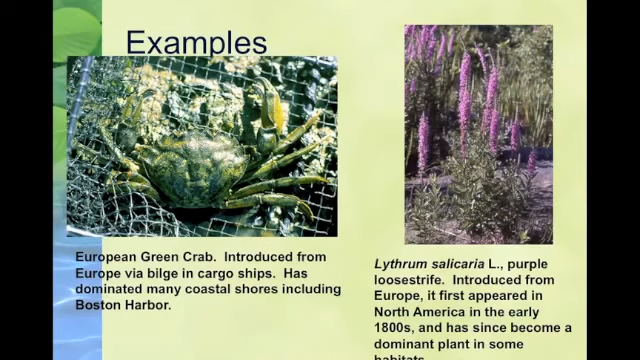 Examples
European Green Crab. Introduced from
Europe via bilge in cargo ships. Has
dominated many coastal shores including
Boston Harbor.
Lythrum salicaria L., purple
loosestrife. Introduced from
Europe, it first appeared in
North America in the early
1800s, and has since become a
dominant plant in some
habitats